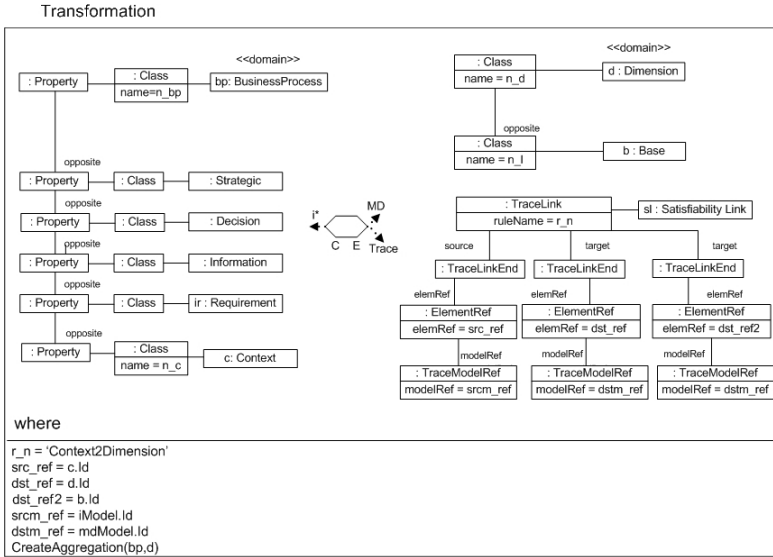 Transformation
<<domain>>
: Property
: Class
name=n_bp
bp: BusinessProcess
opposite
: Property
: Class
: Strategic
opposite
: Property
: Class
: Decision
opposite
: Property
: Class
: Information
opposite
: Property
: Class
ir : Requirement
opposite
: Property
: Class
name = n_c
c: Context
i*
MD
C
E
Trace
<<domain>>
: Class
name = n_d
d : Dimension
opposite
: Class
name = n_l
b : Base
: TraceLink
ruleName = r_n
sl : Satisfiability Link
source
target
target
: TraceLinkEnd
: TraceLinkEnd
: TraceLinkEnd
elemRef
elemRef
elemRef
: ElementRef
elemRef = src_ref
: ElementRef
elemRef = dst_ref
: ElementRef
elemRef = dst_ref2
modelRef
modelRef
modelRef
: TraceModelRef
modelRef = srcm_ref
: TraceModelRef
modelRef = dstm_ref
: TraceModelRef
modelRef = dstm_ref
where
r_n = ‘Context2Dimension’
src_ref = c.Id
dst_ref = d.Id
dst_ref2 = b.Id
srcm_ref = iModel.Id
dstm_ref = mdModel.Id
CreateAggregation(bp,d)